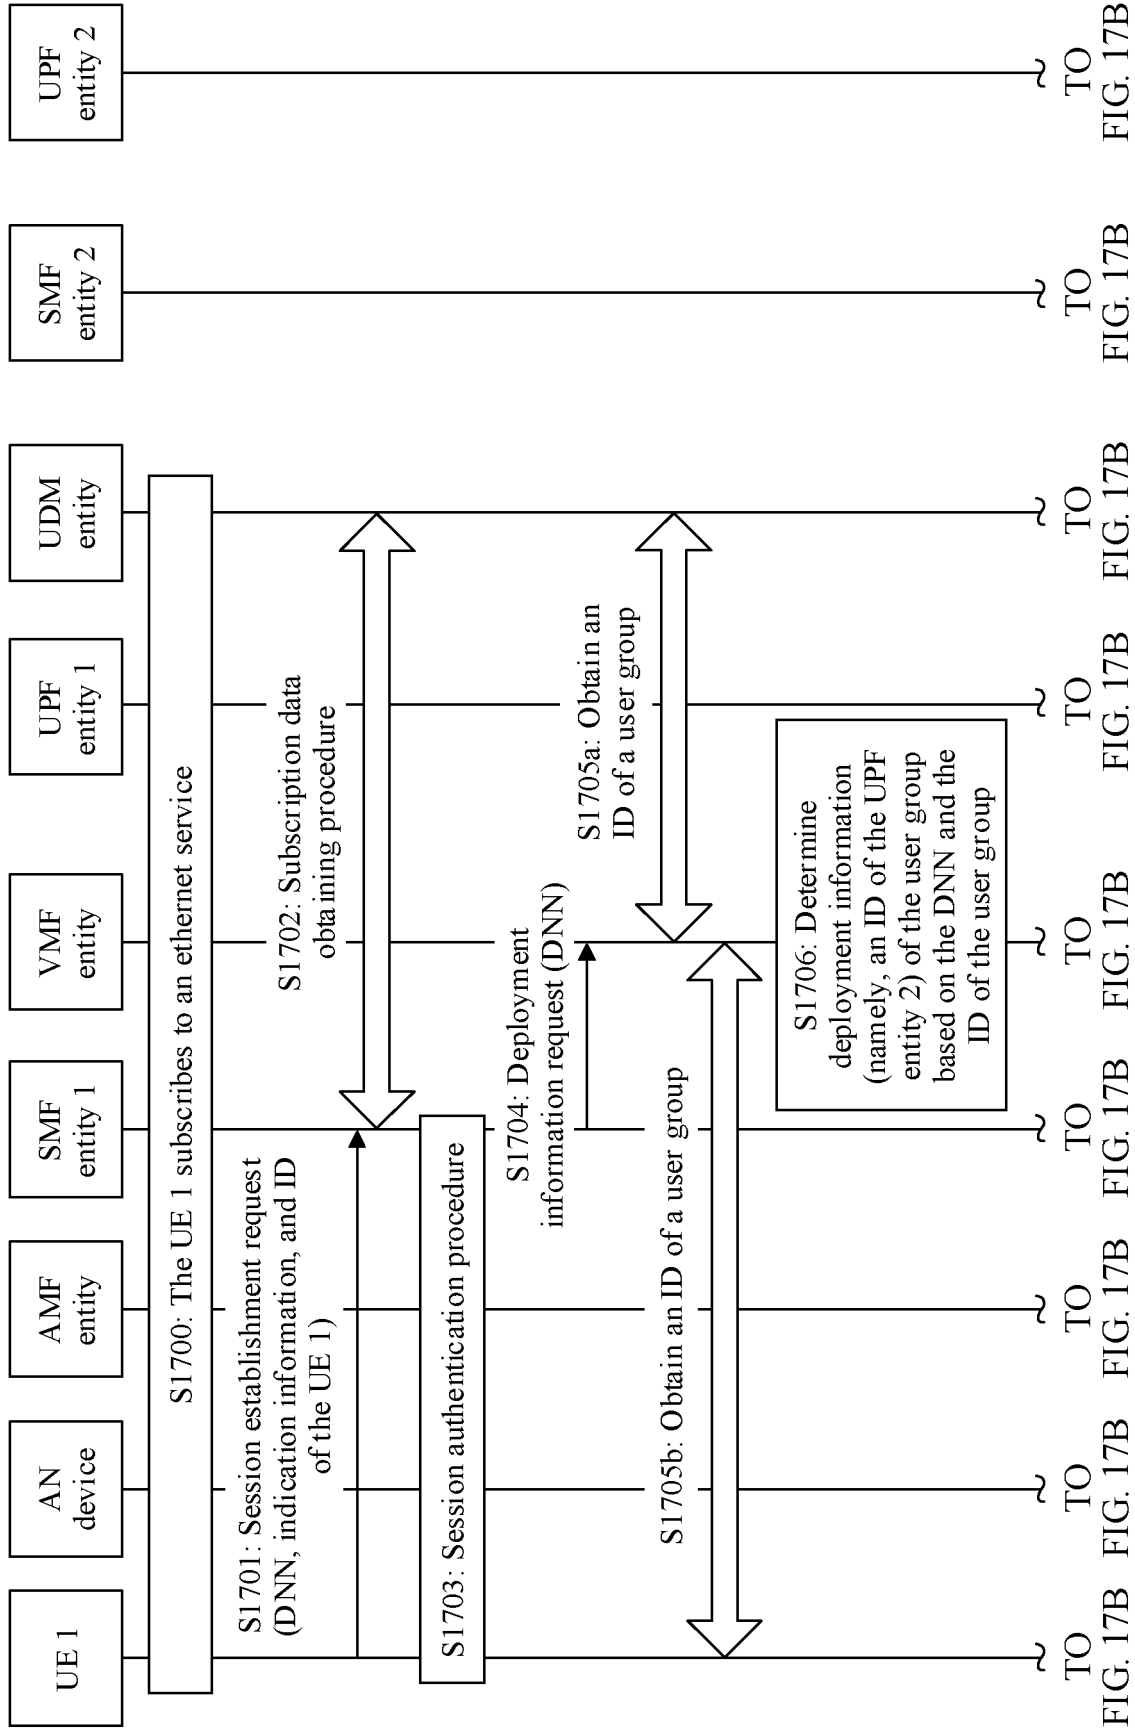 UE 1
AN
device
AMF
entity
SMF
entity 1
VMF
entity
UPF
entity 1
UDM
entity
SMF
entity 2
UPF
entity 2
S1700: The UE 1 subscribes to an ethernet service
S1701: Session establishment request
(DNN, indication information, and ID
of the UE 1)
S1702: Subscription data
obtaining procedure
S1703: Session authentication procedure
S1704: Deployment
information request (DNN)
S1705a: Obtain an
ID of a user group
S1705b: Obtain an ID of a user group
S1706: Determine
deployment information
(namely, an ID of the UPF
entity 2) of the user group
based on the DNN and the
ID of the user group
TO
FIG. 17B
TO
FIG. 17B
TO
FIG. 17B
TO
FIG. 17B
TO
FIG. 17B
TO
FIG. 17B
TO
FIG. 17B
TO
FIG. 17B
TO
FIG. 17B